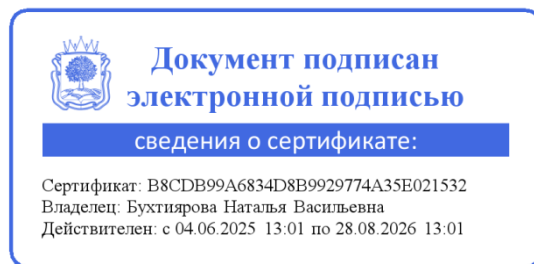 Документ подписан
электронной подписью
сведения о сертификате:
Сертификат: B8CDB99A6834D8B9929774A35E021532
Владелец: Бухтиярова Наталья Васильевна
Действителен: с 04.06.2025 13:01 по 28.08.2026 13:01